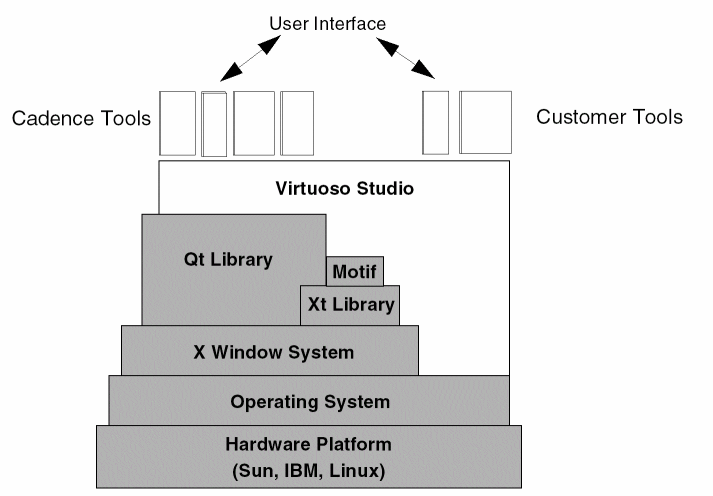 User Interface
Cadence Tools
Customer Tools
Virtuoso Studio
Qt Library
Motif
Xt Library
X Window System
Operating System
Hardware Platform
(Sun, IBM, Linux)